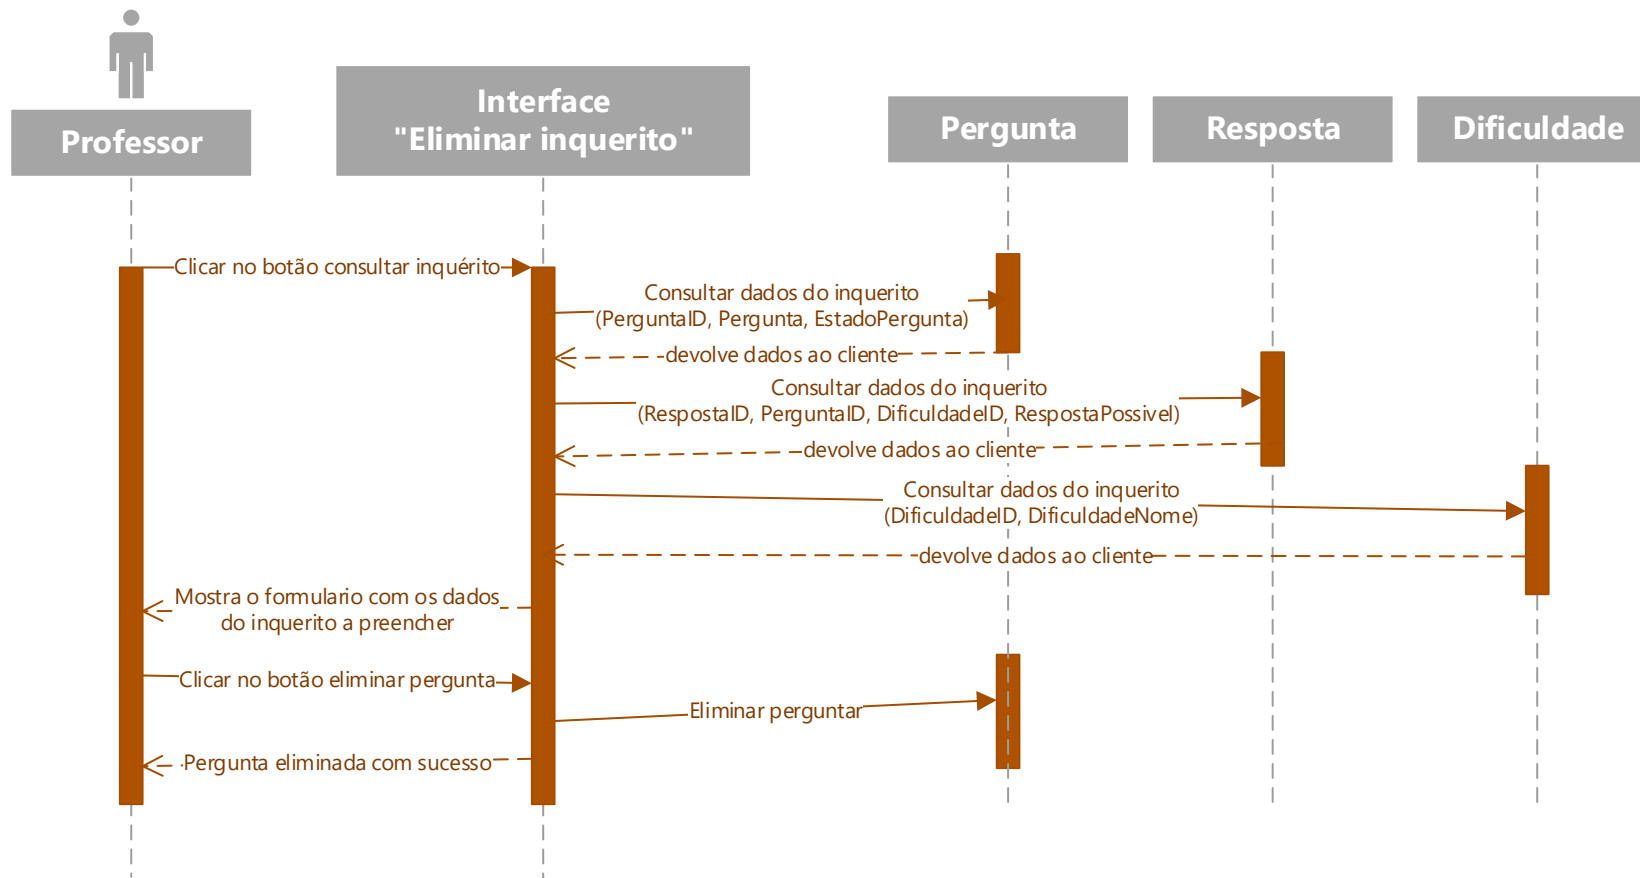 Professor
Interface
"Eliminar inquerito"
Pergunta
Resposta
Dificuldade
Clicar no botão consultar inquérito
Consultar dados do inquerito
(PerguntaID, Pergunta, EstadoPergunta)
devolve dados ao cliente
Consultar dados do inquerito
(RespostaID, PerguntaID, DificuldadeID, RespostaPossivel)
devolve dados ao cliente
Consultar dados do inquerito
(DificuldadeID, DificuldadeNome)
devolve dados ao cliente
Mostra o formulario com os dados
do inquerito a preencher
Clicar no botão eliminar pergunta
Eliminar perguntar
Pergunta eliminada com sucesso